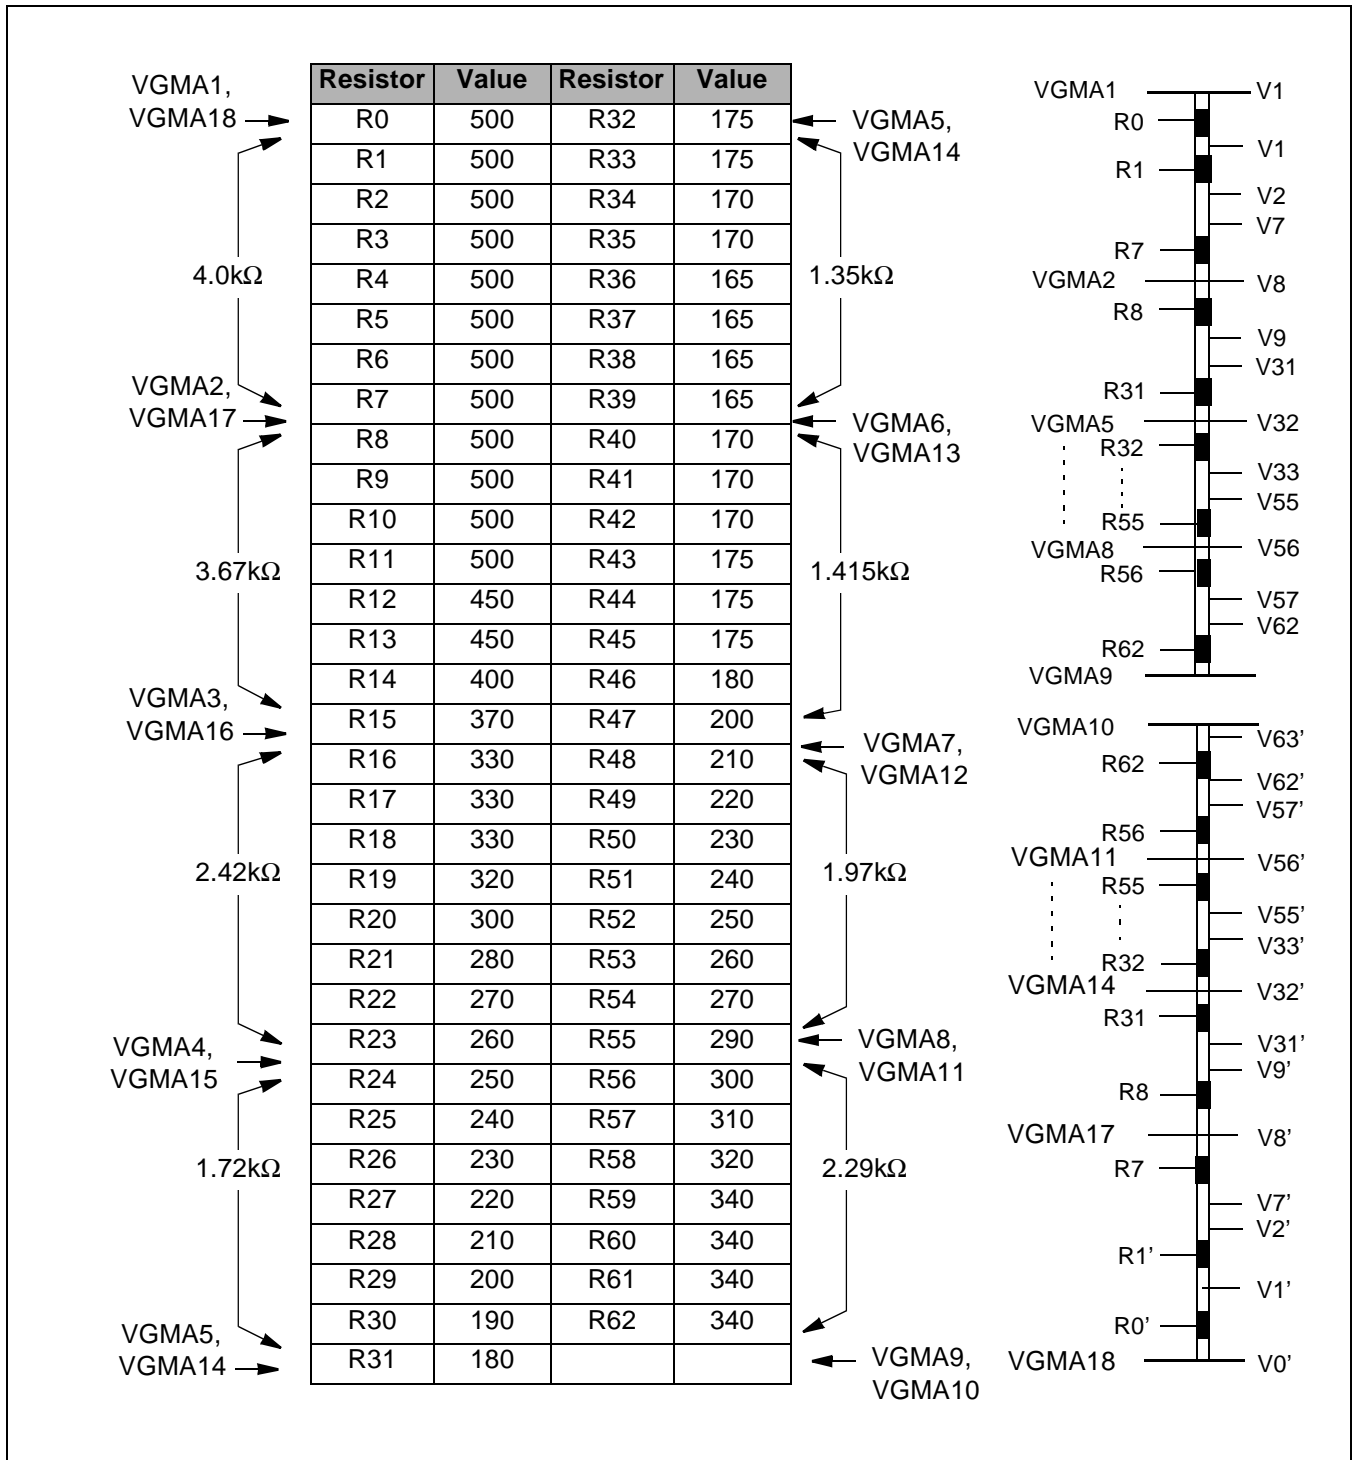 Resistor Value Resistor Value
R0 500 R32 175
R1 500 R33 175
R2 500 R34 170
R3 500 R35 170
R4 500 R36 165
R5 500 R37 165
R6 500 R38 165
R7 500 R39 165
R8 500 R40 170
R9 500 R41 170
R10 500 R42 170
R11 500 R43 175
R12 450 R44 175
R13 450 R45 175
R14 400 R46 180
R15 370 R47 200
R16 330 R48 210
R17 330 R49 220
R18 330 R50 230
R19 320 R51 240
R20 300 R52 250
R21 280 R53 260
R22 270 R54 270
R23 260 R55 290
R24 250 R56 300
R25 240 R57 310
R26 230 R58 320
R27 220 R59 340
R28 210 R60 340
R29 200 R61 340
R30 190 R62 340
R31 180
VGMA1,
VGMA18
4.0kΩ
VGMA2,
VGMA17
3.67kΩ
VGMA3,
VGMA16
2.42kΩ
VGMA4,
VGMA15
1.72kΩ
VGMA5,
VGMA14
VGMA5,
VGMA14
1.35kΩ
VGMA6,
VGMA13
1.415kΩ
VGMA7,
VGMA12
1.97kΩ
VGMA8,
VGMA11
2.29kΩ
VGMA9,
VGMA10
VGMA1 V1
R0
V1
R1
V2
V7
R7
VGMA2 V8
R8
V9
V31
R31
VGMA5 V32
R32
V33
V55
R55
VGMA8 V56
R56
V57
V62
R62
VGMA9
VGMA10
V63'
R62
V62'
V57'
R56
VGMA11 V56'
R55
V55'
V33'
R32
VGMA14 V32'
R31
V31'
V9'
R8
VGMA17 V8'
R7
V7'
V2'
R1'
V1'
R0'
VGMA18 V0'